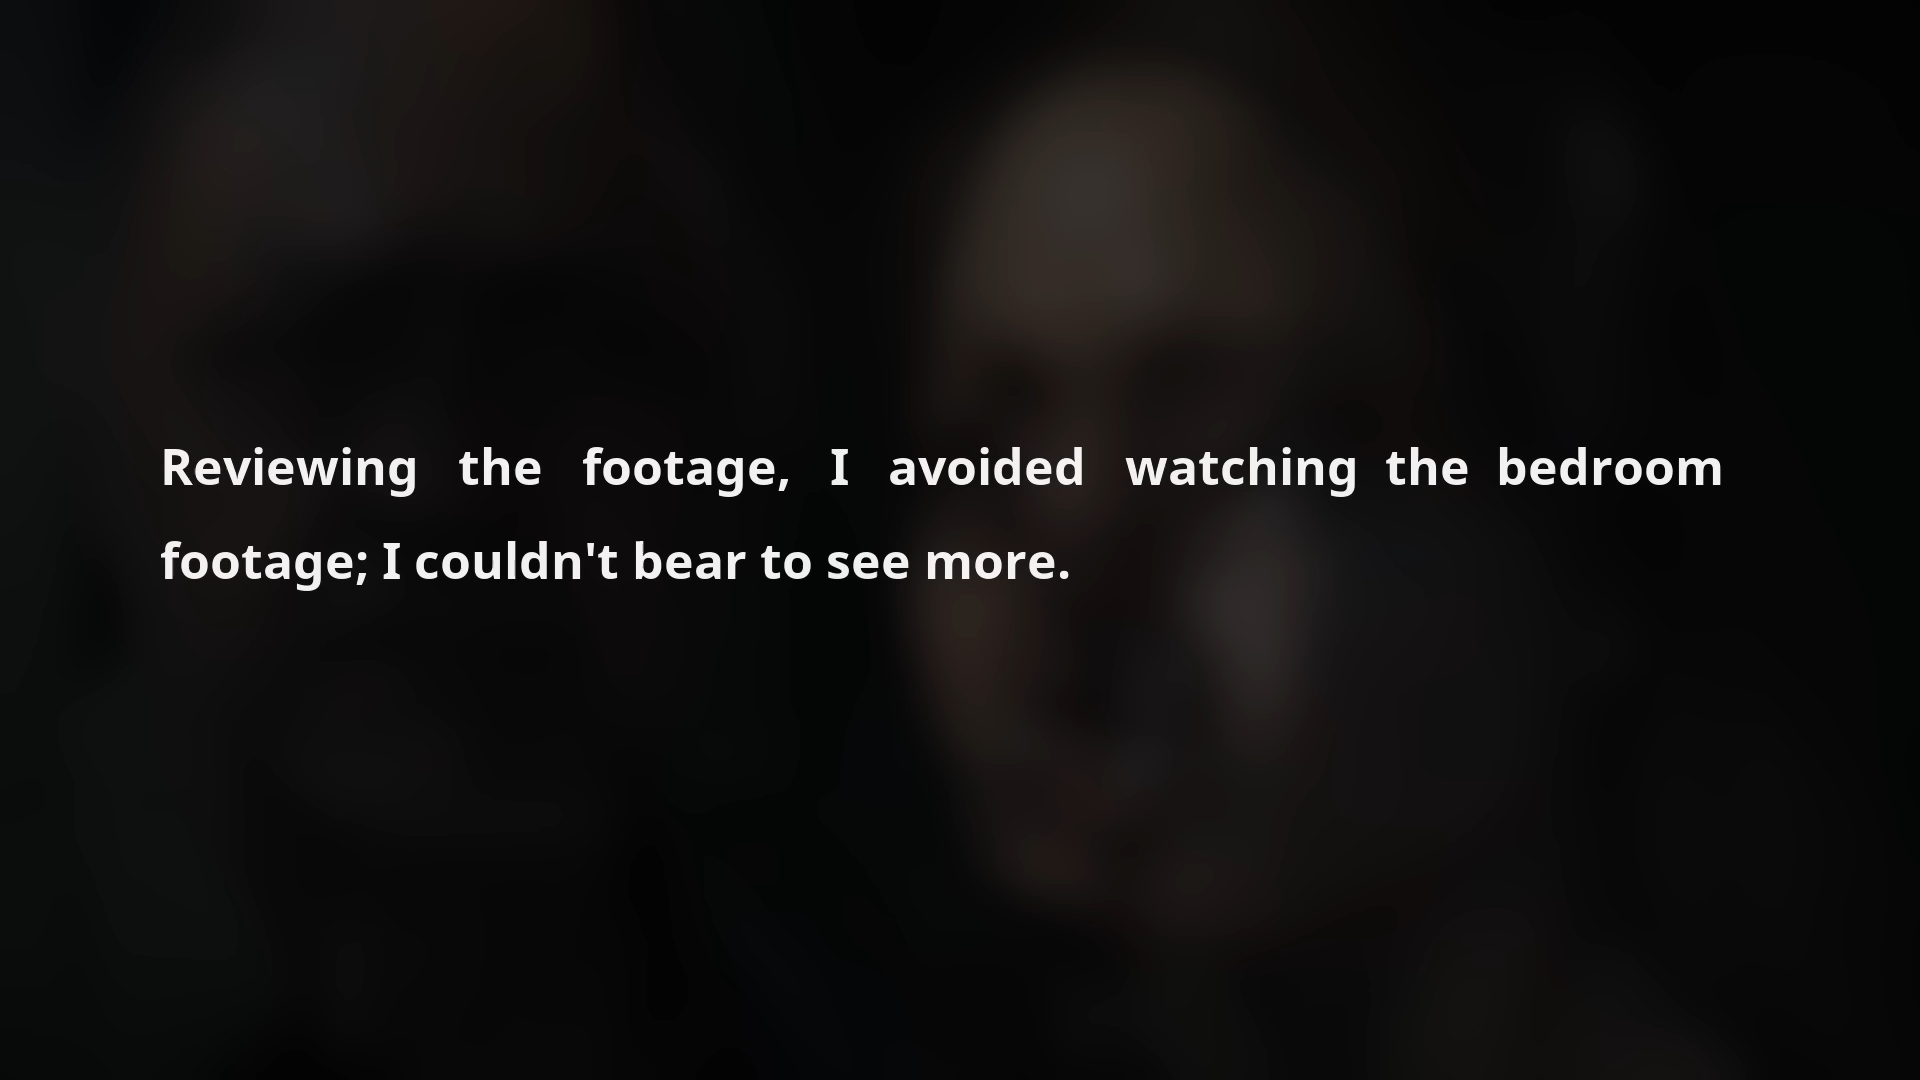 Reviewing the footage, I avoided watching the bedroom
footage; I couldn't bear to see more.